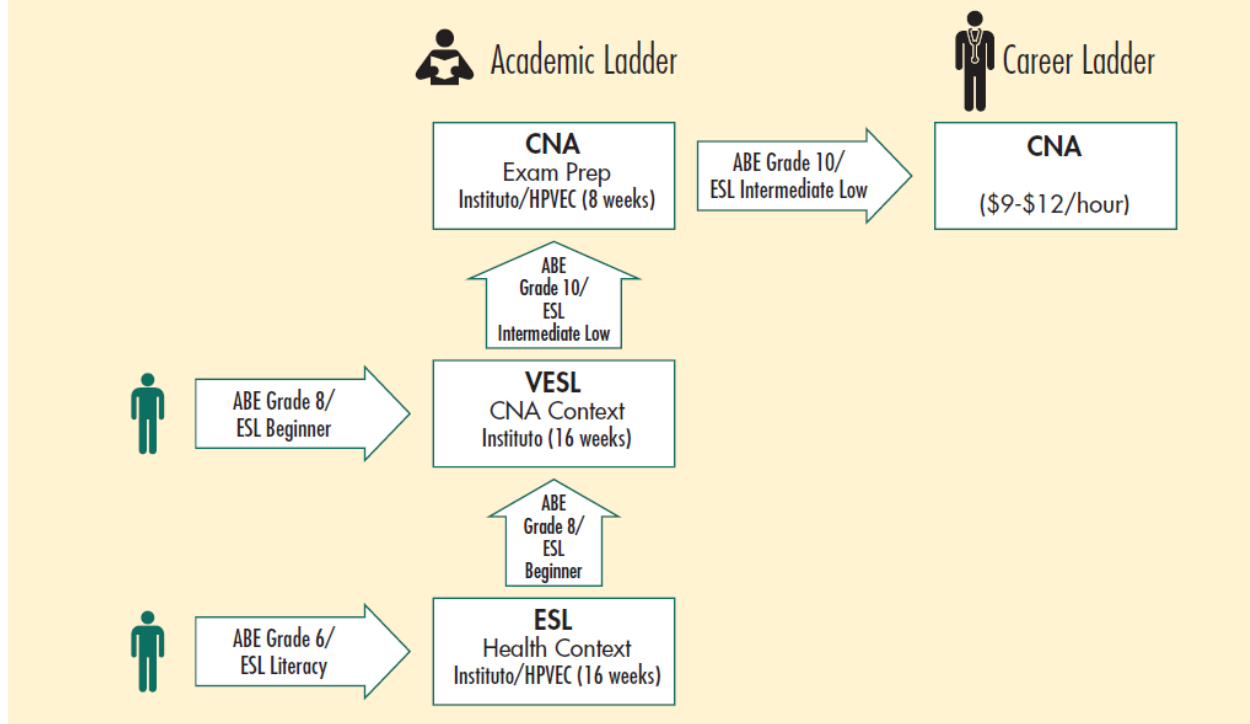 Academic Ladder
Career Ladder
CNA
Exam Prep
Instituto/HPVEC (8 weeks)
ABE Grade 10/
ESL Intermediate Low
CNA
($9-$12/hour)
ABE
Grade 10/
ESL
Intermediate Low
ABE Grade 8/
ESL Beginner
VESL
CNA Context
Instituto (16 weeks)
ABE
Grade 8/
ESL
Beginner
ABE Grade 6/
ESL Literacy
ESL
Health Context
Instituto/HPVEC (16 weeks)